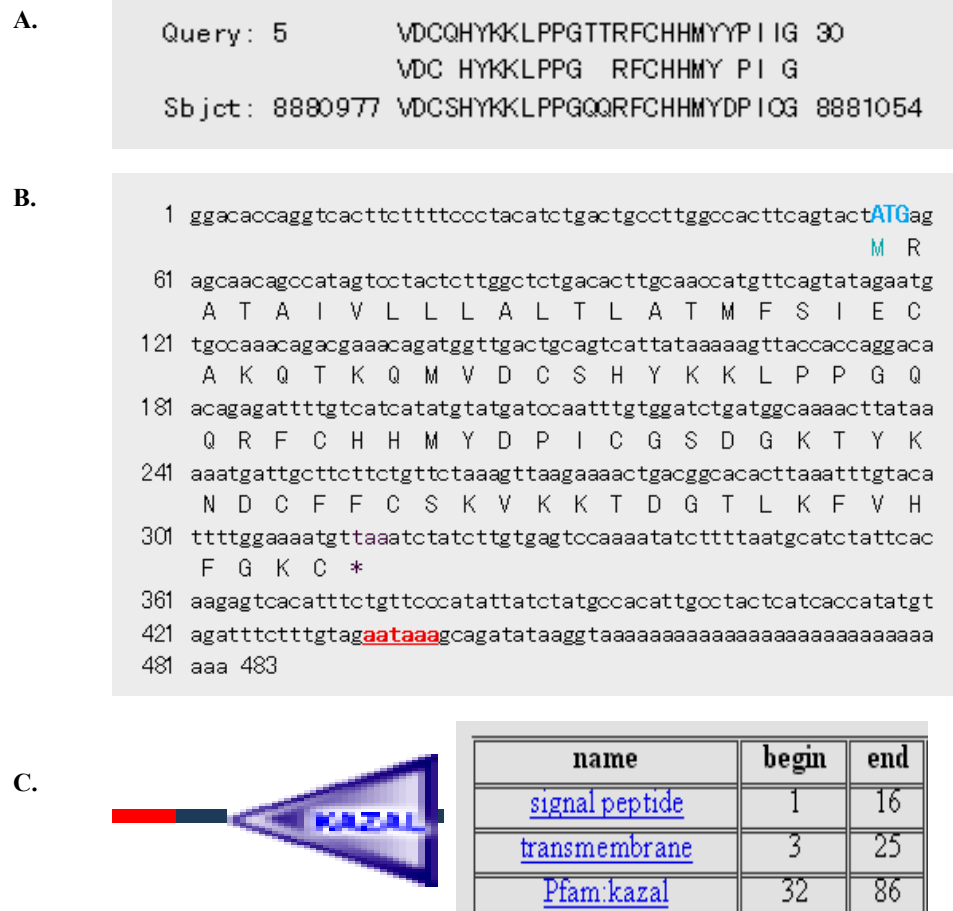 A.
Query: 5 VDCQHYKKLPPGTTRFCHHMYYPIIG 30
VDC HYKKLPPG RFCHHMY PI G
Sbjct: 8880977 VDCSHYKKLPPGQQRFCHHMYDPICG 8881054
B.
1 ggacaccaggtcacttcttttccctacatctgactgccttggccacttcagtactATGag
M R
61 agcaacagccatagtcctactcttggctctgacacttgcaaccatgttcagtatagaatg
A T A I V L L L A L T L A T M F S I E C
121 tgccaaacagacgaaacagatggttgactgcagtcattataaaaagttaccaccaggaca
A K Q T K Q M V D C S H Y K K L P P G Q
181 acagagattttgtcatcatatgtatgatccaatttgtggatctgatggcaaaacttataa
Q R F C H H M Y D P I C G S D G K T Y K
241 aaatgattgcttcttctgttctaaagttaagaaaactgacggcacacttaaatttgtaca
N D C F F C S K V K K T D G T L K F V H
301 ttttggaaaatgttaaatctatcttgtgagtccaaaatatcttttaatgcatctattcac
F G K C *
361 aagagtcacatttctgttcccatattatctatgccacattgcctactcatcaccatatgt
421 agatttctttgtagaataaagcagatataaggtaaaaaaaaaaaaaaaaaaaaaaaaaaa
481 aaa 483
C.
KAZAL
name begin end
signal peptide 1 16
transmembrane 3 25
Pfam:kazal 32 86